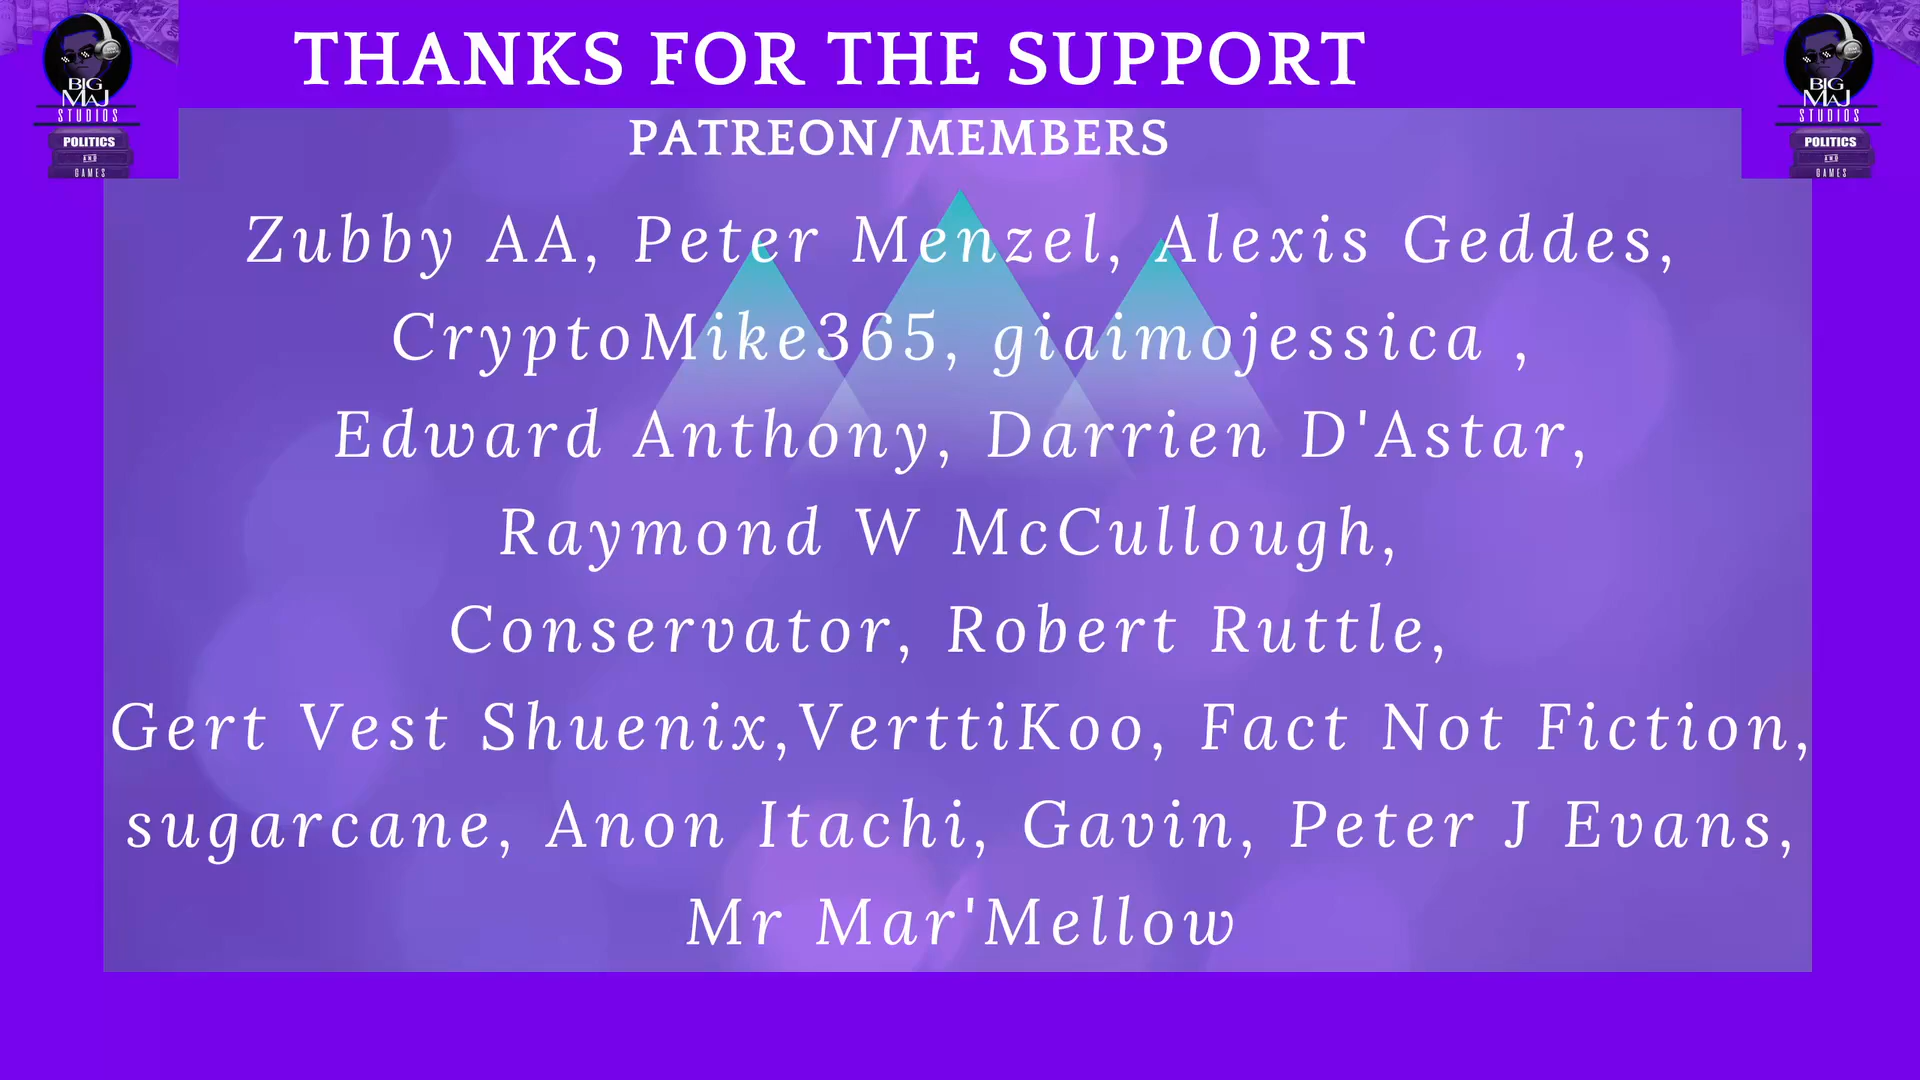 THANKS FOR THE SUPPORT
BIG
MAJ
STUDIOS
POLITICS
AND
GAMES
BIG
MAJ
STUDIOS
POLITICS
AND
GAMES
PATREON/MEMBERS
Zubby AA, Peter Menzel, Alexis Geddes,
CryptoMike365, giaimojessica ,
Edward Anthony, Darrien D'Astar,
Raymond W McCullough,
Conservator, Robert Ruttle,
Gert Vest Shuenix,VerttiKoo, Fact Not Fiction,
sugarcane, Anon Itachi, Gavin, Peter J Evans,
Mr Mar'Mellow